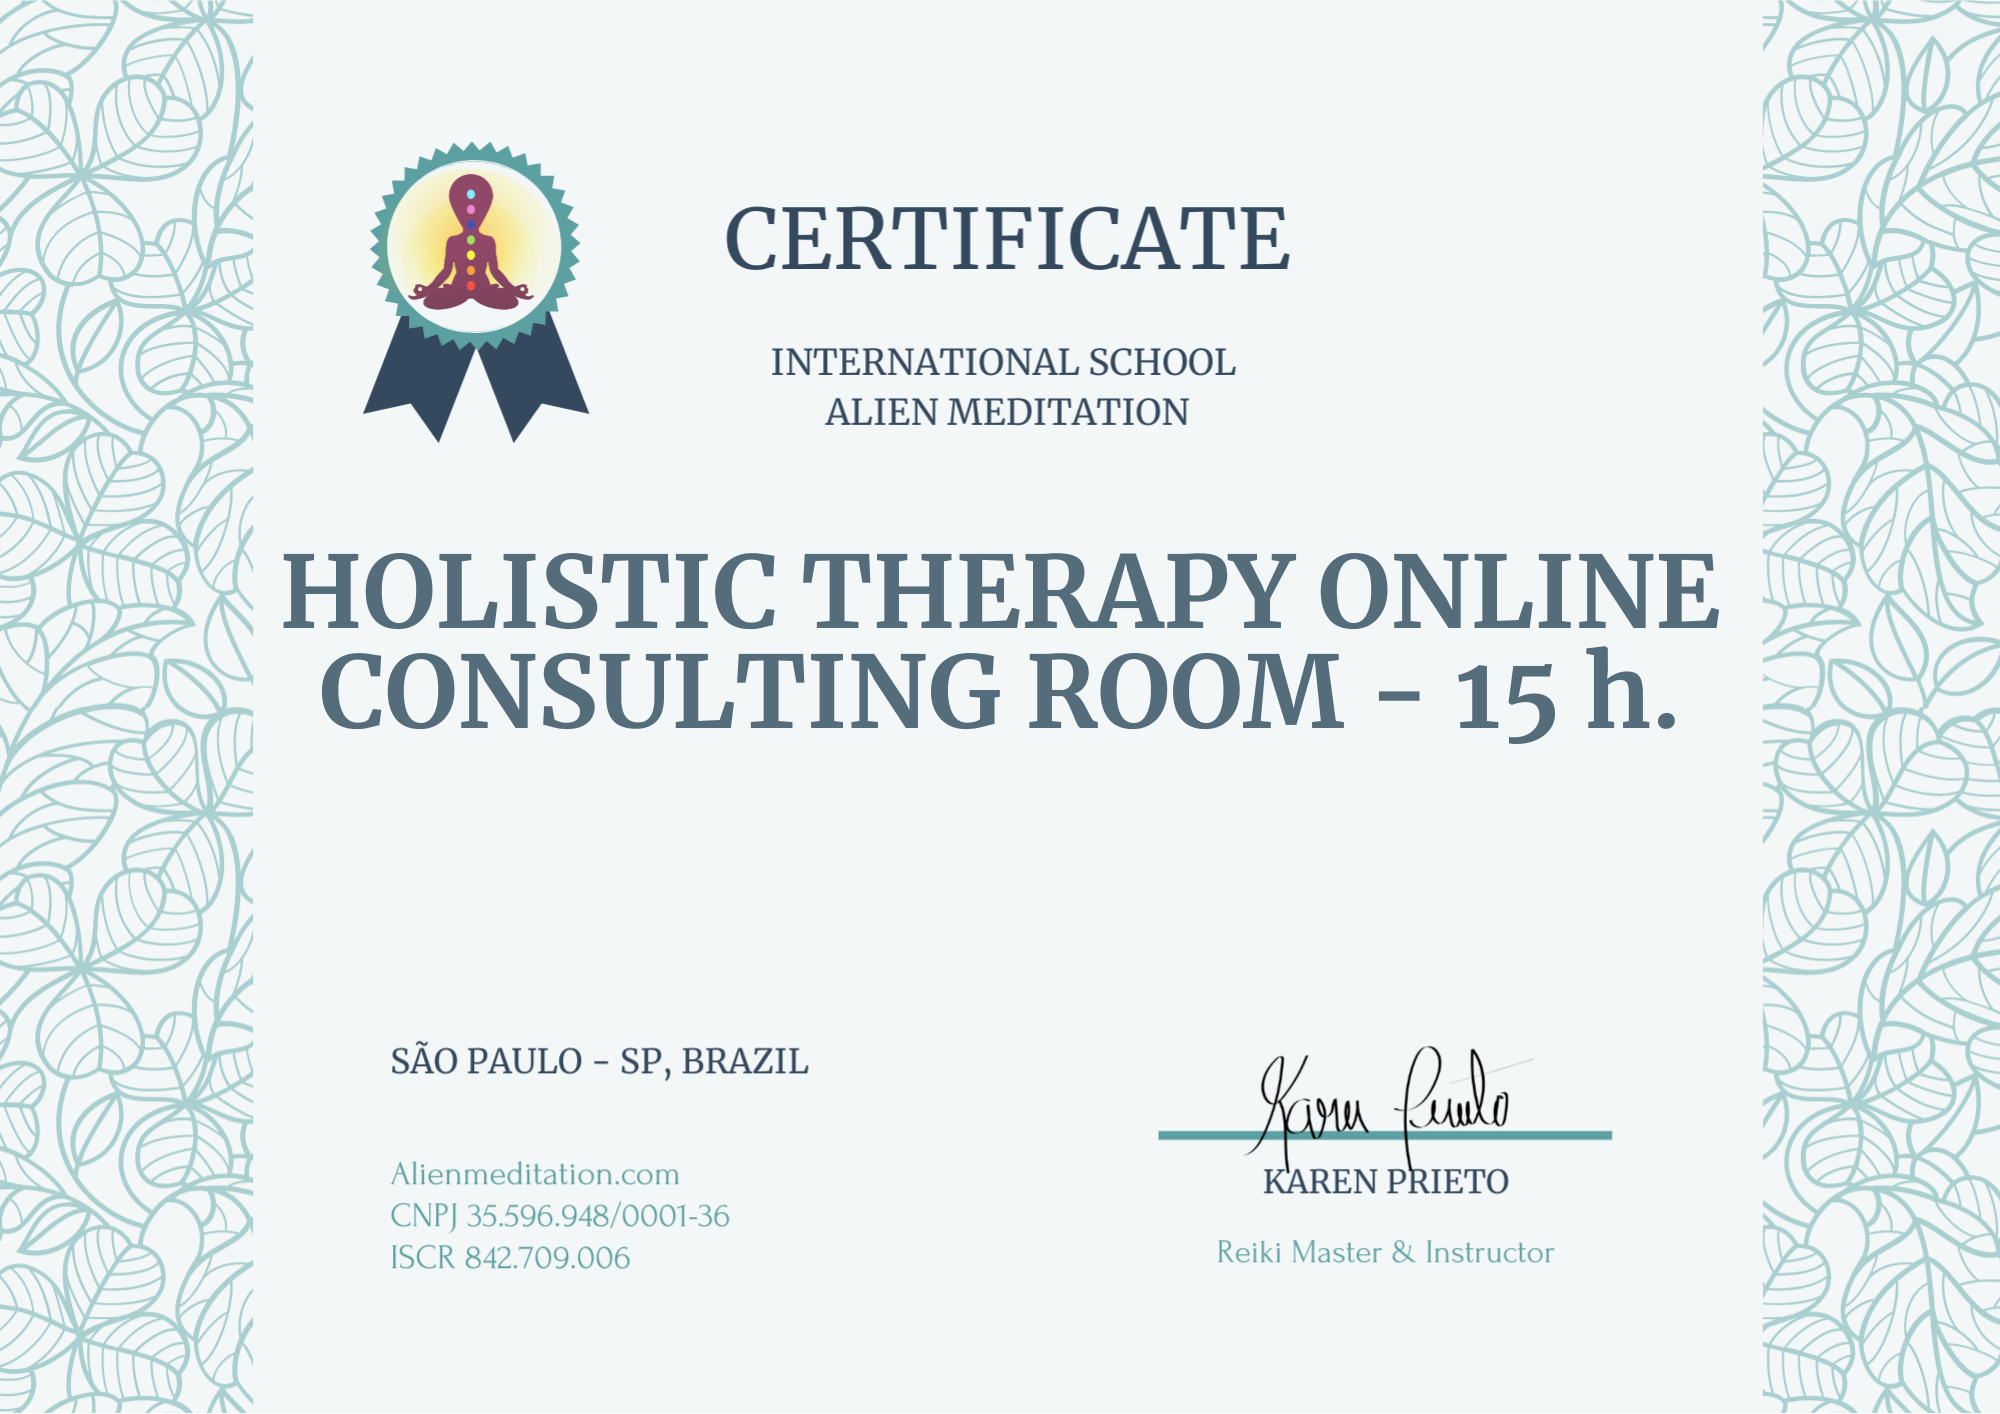 CERTIFICATE
INTERNATIONAL SCHOOL
ALIEN MEDITATION
HOLISTIC THERAPY ONLINE
CONSULTING ROOM - 15 h.
SÃO PAULO - SP, BRAZIL
Alienmeditation.com
CNPJ 35.596.948/0001-36
ISCR 842.709.006
Karen Prieto
KAREN PRIETO
Reiki Master & Instructor